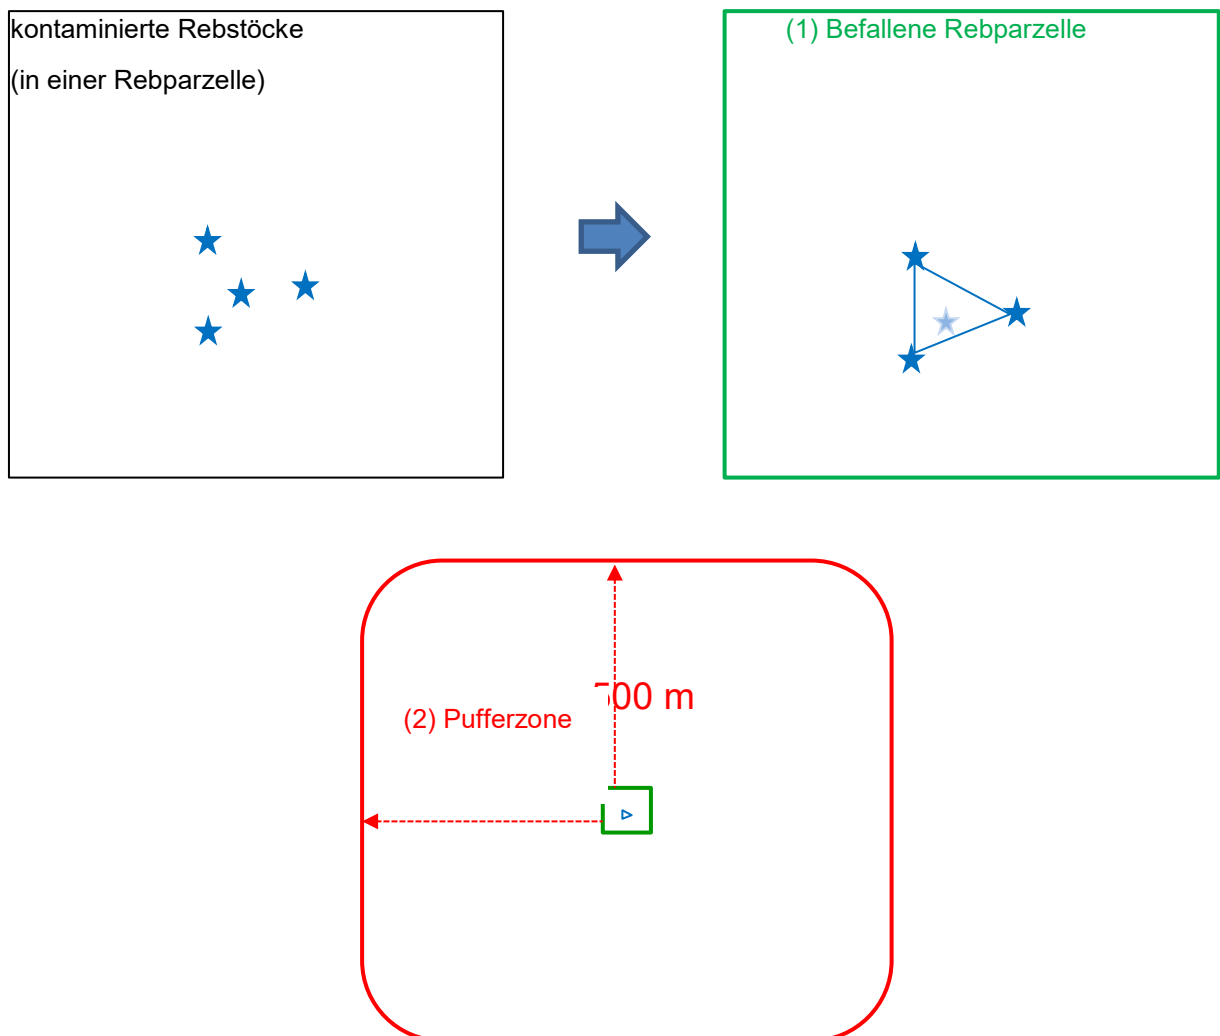 kontaminierte Rebstöcke
(in einer Rebparzelle)
(1) Befallene Rebparzelle
00 m
(2) Pufferzone